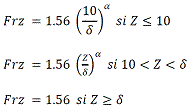 Frz = 1.56 (10/δ)^α si Z ≤ 10
Frz = 1.56 (Z/δ)^α si 10 < Z < δ
Frz = 1.56 si Z ≥ δ